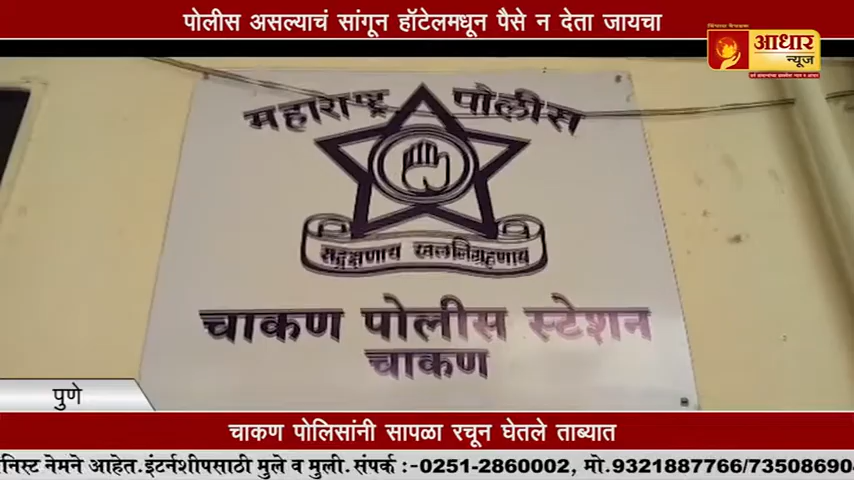 पोलीस असल्याचं सांगून हॉटेलमधून पैसे न देता जायचा
आधार
न्यूज
महाराष्ट्र पोलीस
सद्रक्षणाय खलनिग्रहणाय
चाकण पोलीस स्टेशन
चाकण
पुणे
चाकण पोलिसांनी सापळा रचून घेतले ताब्यात
निस्ट नेमने आहेत.इंटर्नशीपसाठी मुले व मुली.संपर्क :-0251-2860002, मो.9321887766/735086904